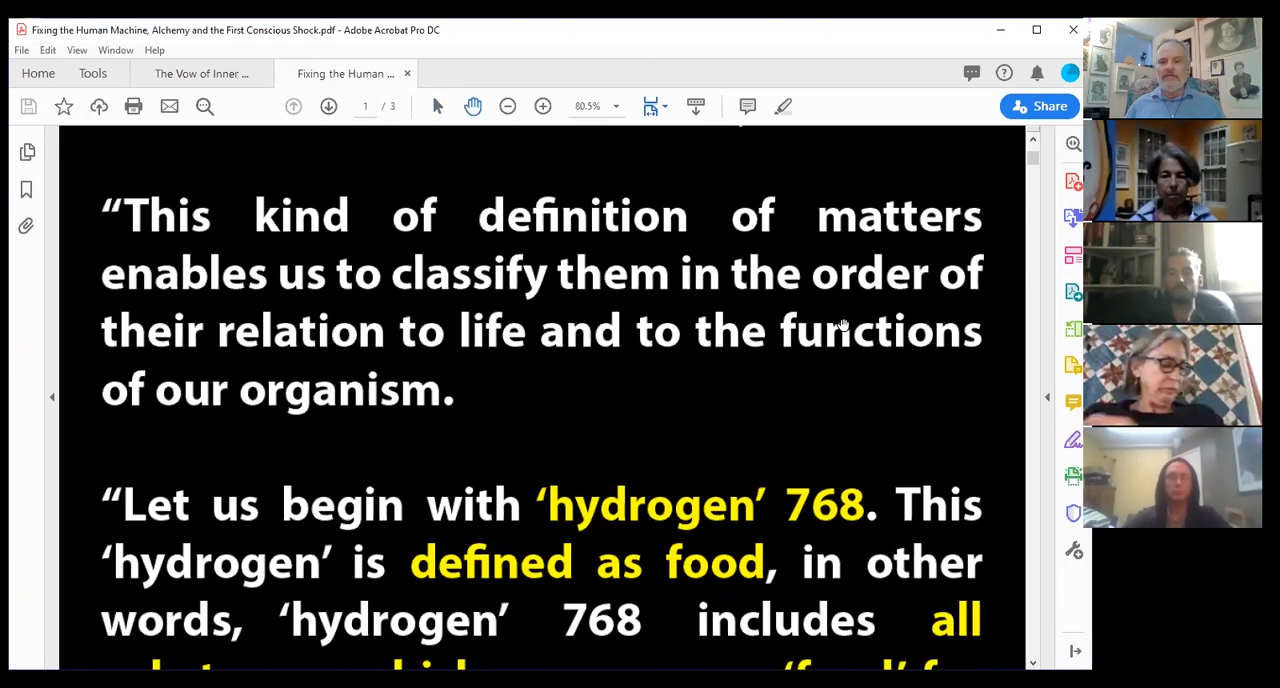 Fixing the Human Machine, Alchemy and the First Conscious Shock.pdf - Adobe Acrobat Pro DC
File Edit View Window Help
Home Tools The Vow of Inner ... Fixing the Human ... ×
1 / 3 80.5% Share
“This kind of definition of matters
enables us to classify them in the order of
their relation to life and to the functions
of our organism.
“Let us begin with ‘hydrogen’ 768. This
‘hydrogen’ is defined as food, in other
words, ‘hydrogen’ 768 includes all